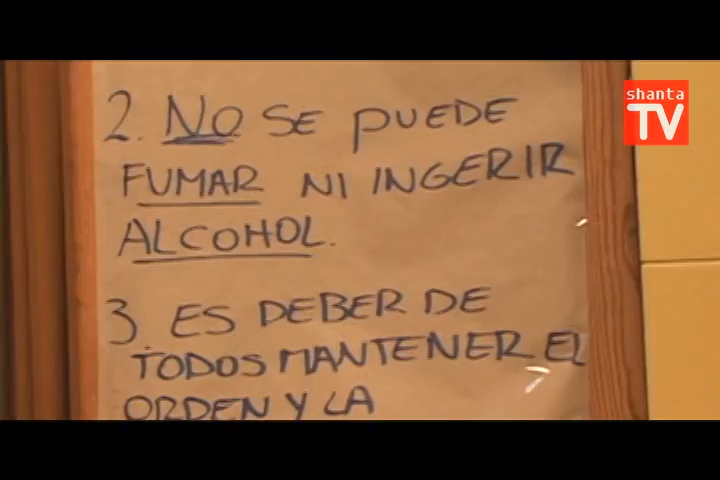 shanta
TV
2. NO SE PUEDE
FUMAR NI INGERIR
ALCOHOL.
3. ES DEBER DE
TODOS MANTENER EL
ORDEN Y LA